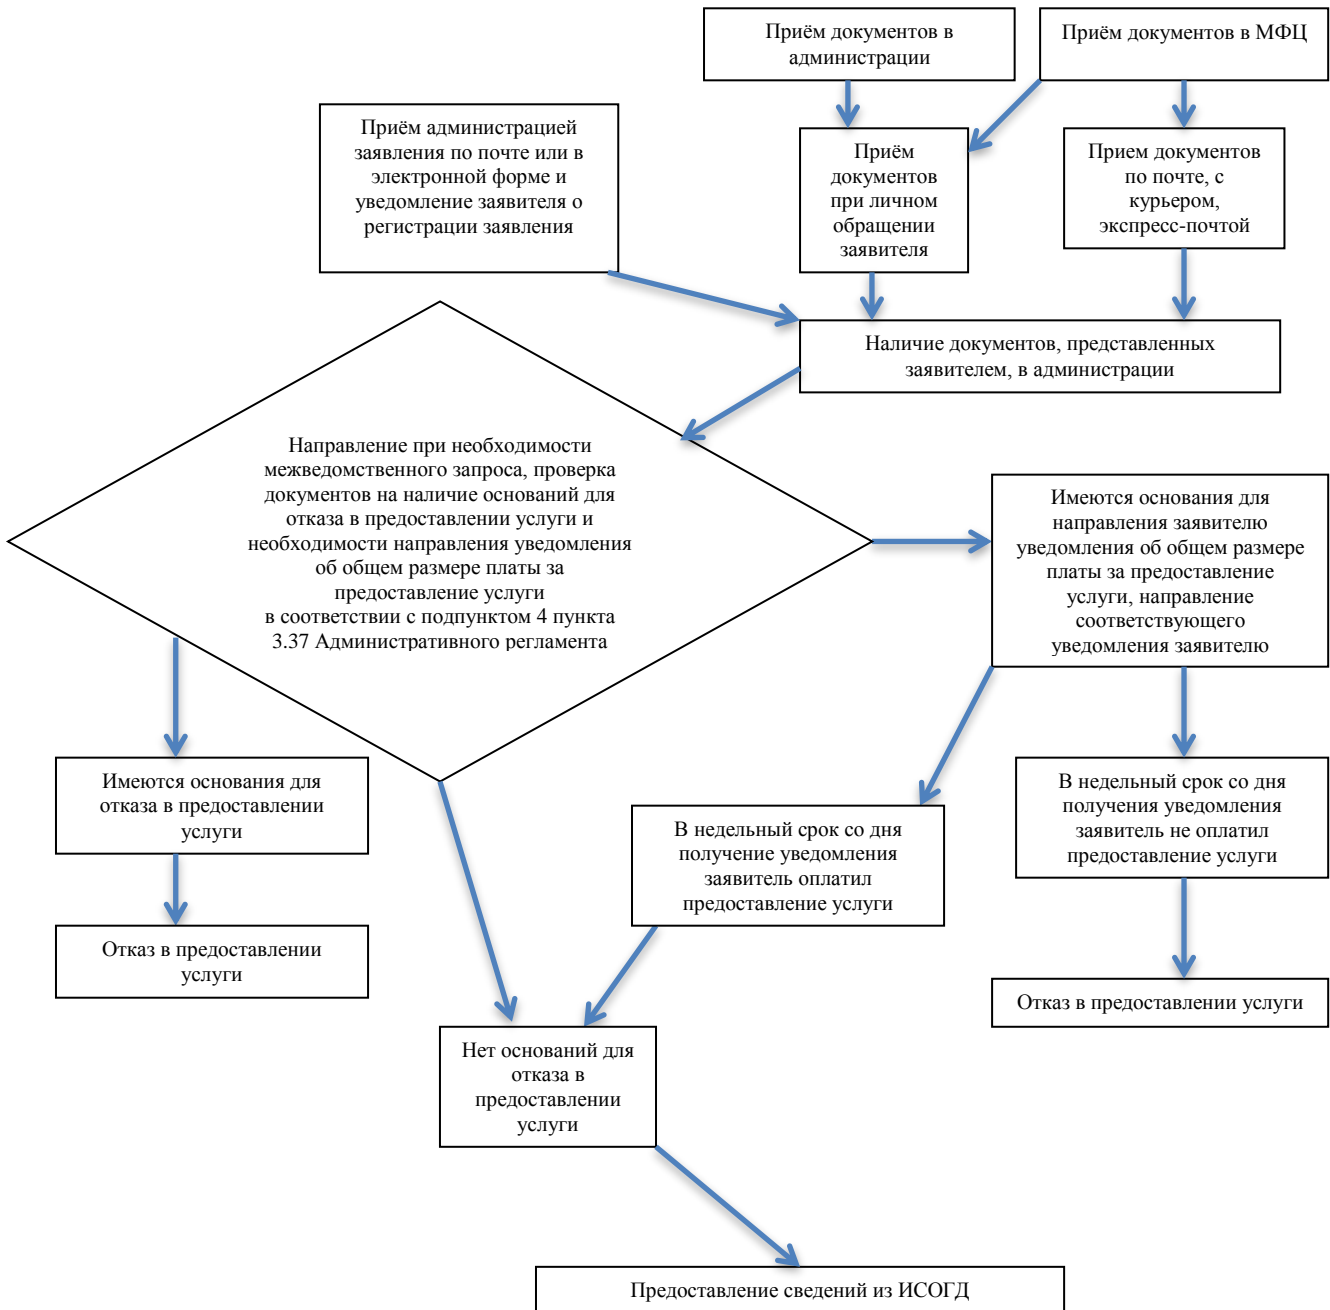 Приём документов в
администрации
Приём документов в МФЦ
Приём администрацией
заявления по почте или в
электронной форме и
уведомление заявителя о
регистрации заявления
Приём
документов
при личном
обращении
заявителя
Прием документов
по почте, с
курьером,
экспресс-почтой
Наличие документов, представленных
заявителем, в администрации
Направление при необходимости
межведомственного запроса, проверка
документов на наличие оснований для
отказа в предоставлении услуги и
необходимости направления уведомления
об общем размере платы за
предоставление услуги
в соответствии с подпунктом 4 пункта
3.37 Административного регламента
Имеются основания для
направления заявителю
уведомления об общем размере
платы за предоставление
услуги, направление
соответствующего
уведомления заявителю
Имеются основания для
отказа в предоставлении
услуги
В недельный срок со дня
получение уведомления
заявитель оплатил
предоставление услуги
В недельный срок со дня
получения уведомления
заявитель не оплатил
предоставление услуги
Отказ в предоставлении
услуги
Отказ в предоставлении услуги
Нет оснований для
отказа в
предоставлении
услуги
Предоставление сведений из ИСОГД